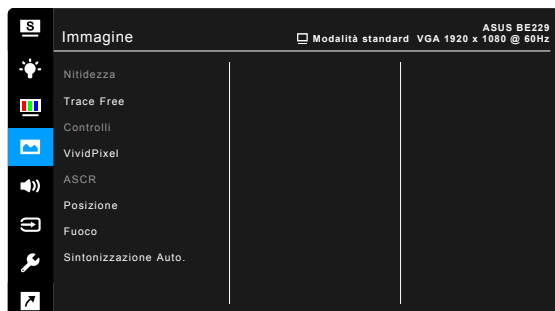 S
ASUS BE229
Immagine
Modalità standard VGA 1920 x 1080 @ 60Hz
Nitidezza
Trace Free
Controlli
VividPixel
ASCR
Posizione
Fuoco
Sintonizzazione Auto.